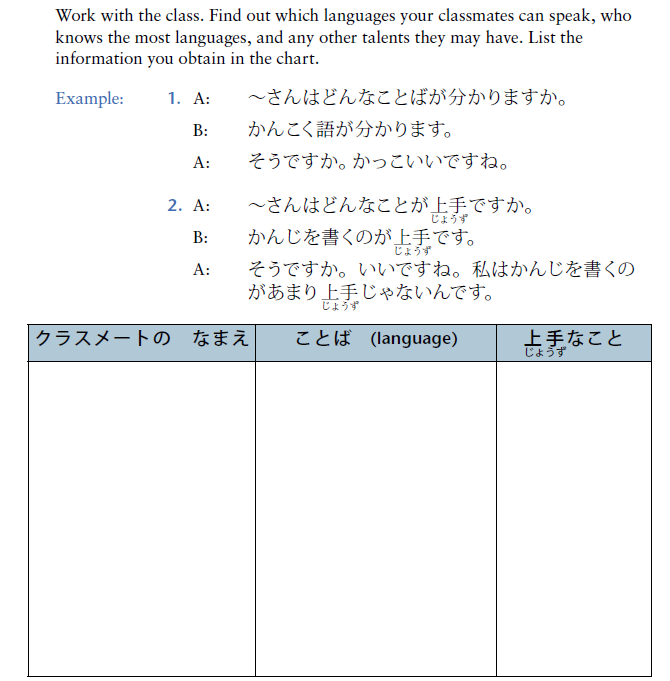 Work with the class. Find out which languages your classmates can speak, who
knows the most languages, and any other talents they may have. List the
information you obtain in the chart.
Example: 1. A: ～さんはどんなことばが分かりますか。
B: かんこく語が分かります。
A: そうですか。かっこいいですね。
2. A: ～さんはどんなことが上手ですか。
じょうず
B: かんじを書くのが上手です。
じょうず
A: そうですか。いいですね。私はかんじを書くの
があまり上手じゃないんです。
じょうず
クラスメートの なまえ ことば (language) 上手なこと
じょうず